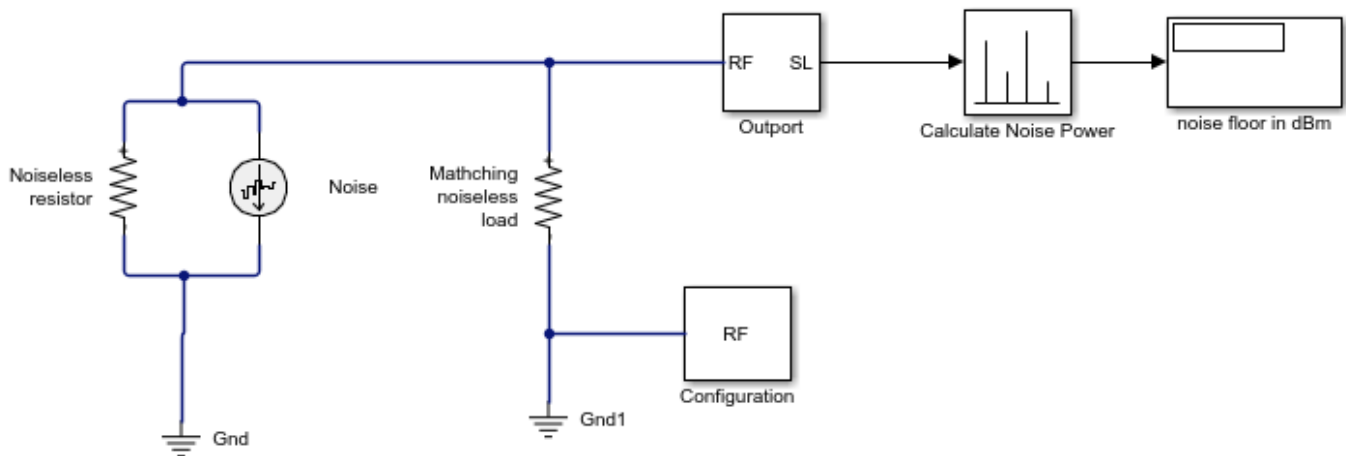 RF SL
Outport
Calculate Noise Power
noise floor in dBm
Noiseless
resistor
Noise
Mathching
noiseless
load
RF
Configuration
Gnd
Gnd1